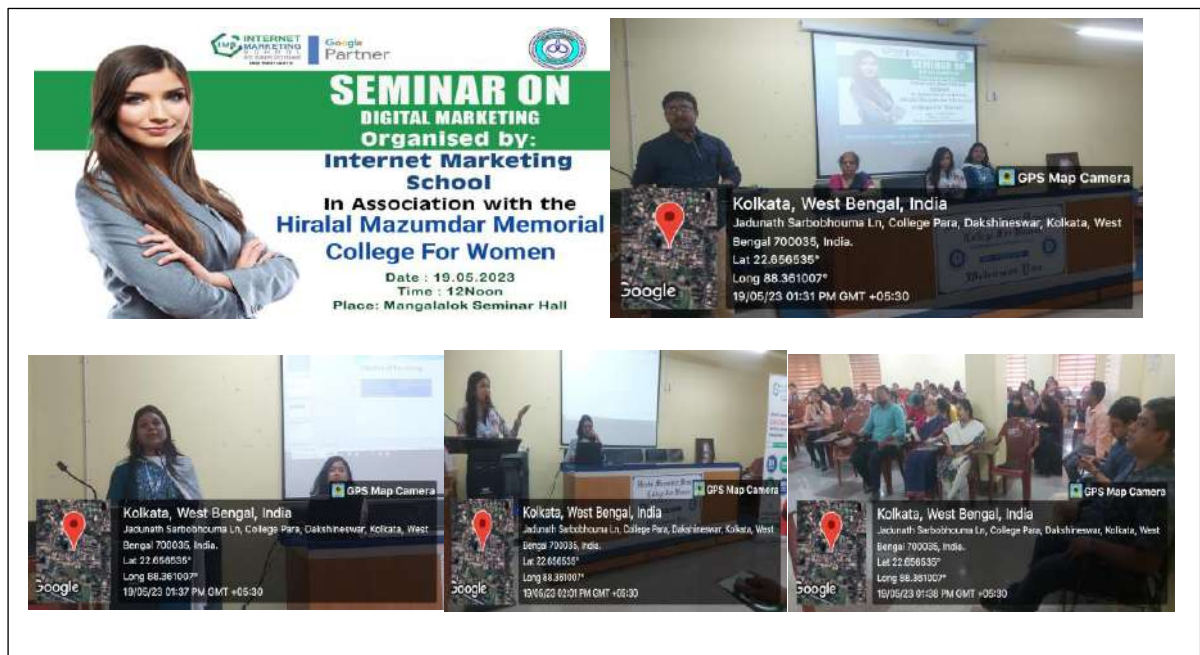 INTERNET
MARKETING
SCHOOL
Google
Partner
SEMINAR ON
DIGITAL MARKETING
Organised by:
Internet Marketing
School
In Association with the
Hiralal Mazumdar Memorial
College For Women
Date : 19.05.2023
Time : 12Noon
Place: Mangalalok Seminar Hall
SEMINAR ON
GPS Map Camera
Kolkata, West Bengal, India
Jadunath Sarbobhouma Ln, College Para, Dakshineswar, Kolkata, West
Bengal 700035, India.
Lat 22.656535°
Long 88.361007°
19/05/23 01:31 PM GMT +05:30
Google
GPS Map Camera
Kolkata, West Bengal, India
Jadunath Sarbobhouma Ln, College Para, Dakshineswar, Kolkata, West
Bengal 700035, India.
Lat 22.656535°
Long 88.361007°
19/05/23 01:37 PM GMT +05:30
Google
GPS Map Camera
Kolkata, West Bengal, India
Jadunath Sarbobhouma Ln, College Para, Dakshineswar, Kolkata, West
Bengal 700035, India.
Lat 22.656535°
Long 88.361007°
19/05/23 02:01 PM GMT +05:30
Google
GPS Map Camera
Kolkata, West Bengal, India
Jadunath Sarbobhouma Ln, College Para, Dakshineswar, Kolkata, West
Bengal 700035, India.
Lat 22.656535°
Long 88.361007°
19/05/23 01:38 PM GMT +05:30
Google